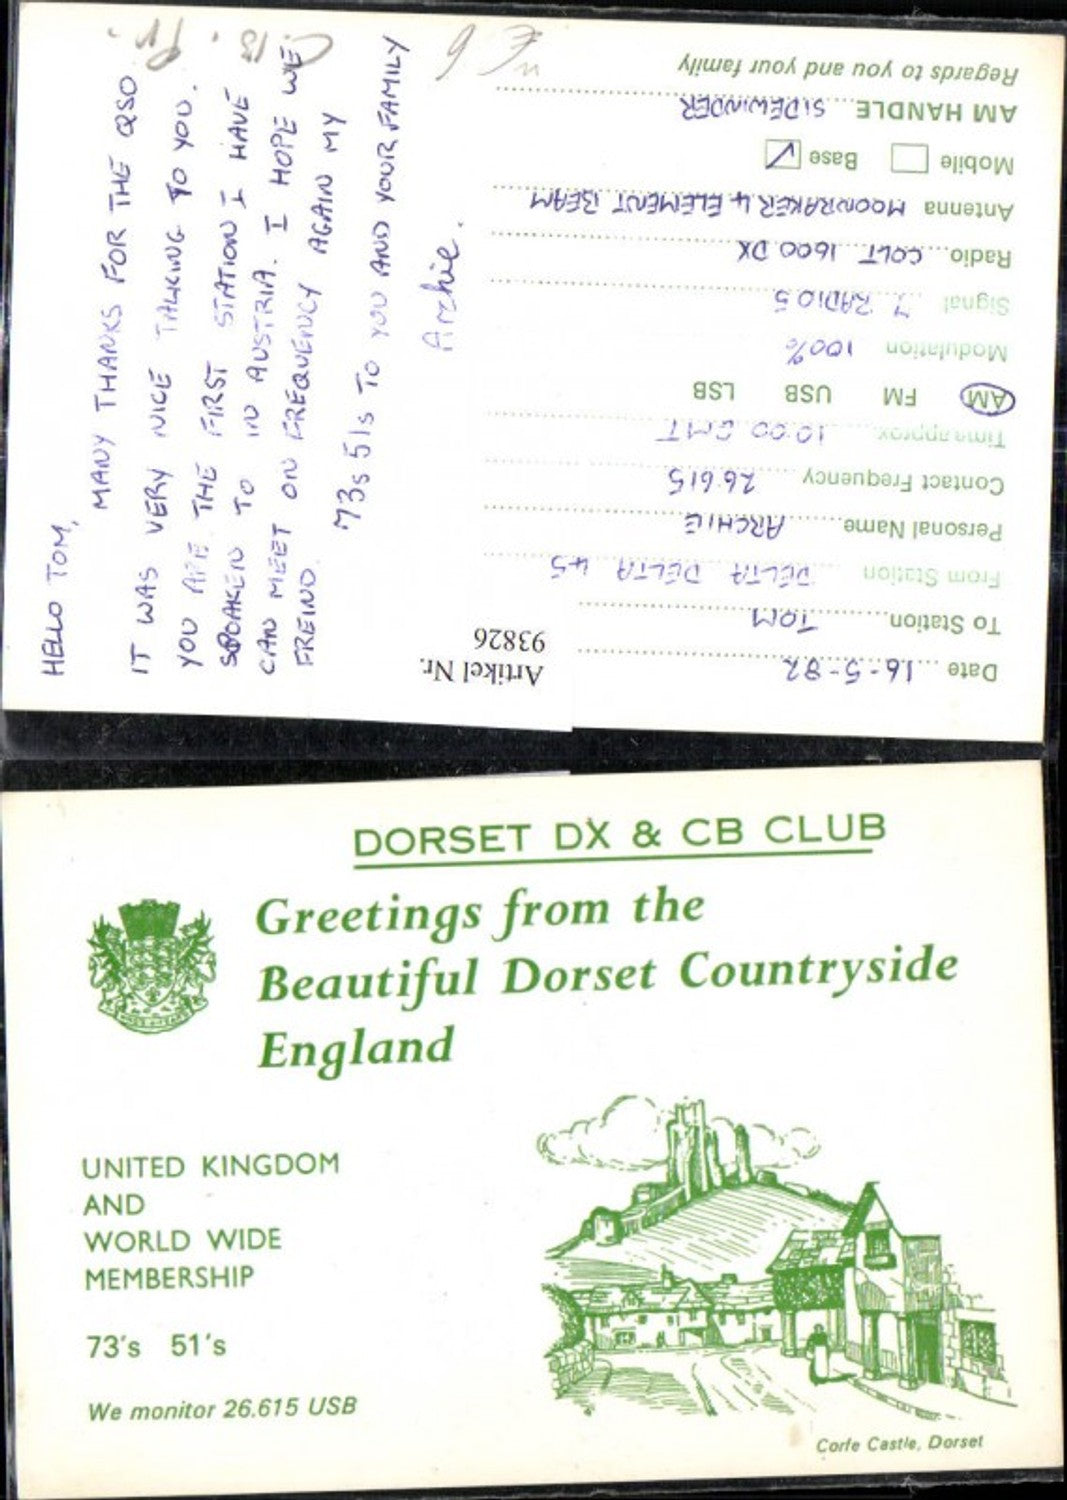 HELLO TOM,
MANY THANKS FOR THE QSO
IT WAS VERY NICE TALKING TO YOU.
YOU ARE THE FIRST STATION I HAVE
SPOAKEN TO IN AUSTRIA. I HOPE WE
CAN MEET ON FREQUENCY AGAIN MY
FREIND.
73s 51s TO YOU AND YOUR FAMILY
Archie.
Artikel Nr.
93826
Date 16-5-82
To Station TOM
From Station DELTA DELTA 45
Personal Name ARCHIE
Contact Frequency 26.615
Time approx. 10.00 GMT
AM FM USB LSB
Modulation 100%
Signal 7 RADIO 5
Radio COLT 1600 DX
Antenna MOONRAKER 4 ELEMENT BEAM
Mobile Base ✓
AM HANDLE SIDEWINDER
Regards to you and your family
DORSET DX & CB CLUB
Greetings from the
Beautiful Dorset Countryside
England
UNITED KINGDOM
AND
WORLD WIDE
MEMBERSHIP
73's 51's
We monitor 26.615 USB
Corfe Castle, Dorset